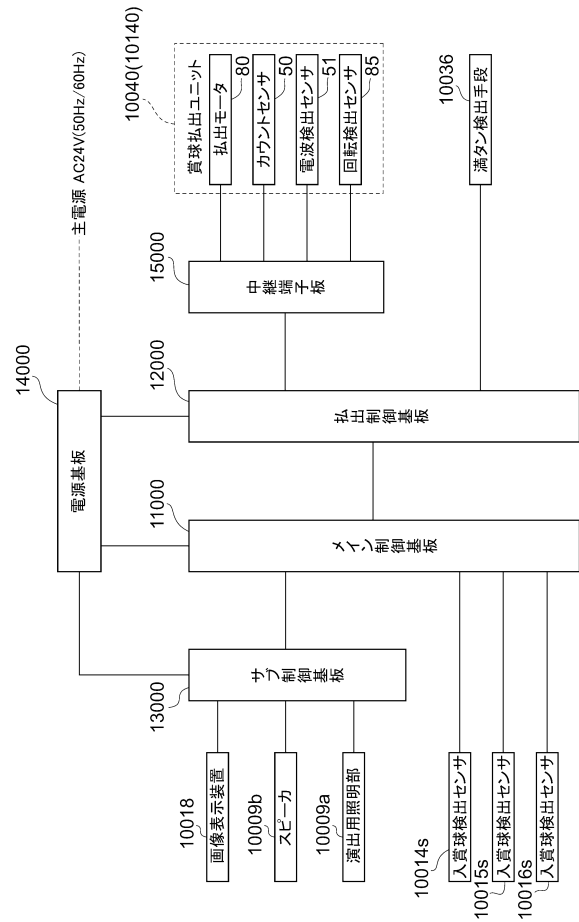 14000
電源基板
主電源 AC24V(50Hz/60Hz)
10040(10140)
賞球払出ユニット
払出モータ
80
カウントセンサ
50
電波検出センサ
51
回転検出センサ
85
15000
中継端子板
10036
満タン検出手段
12000
払出制御基板
11000
メイン制御基板
13000
サブ制御基板
10018
画像表示装置
10009b
スピーカ
10009a
演出用照明部
10014s
入賞球検出センサ
10015s
入賞球検出センサ
10016s
入賞球検出センサ